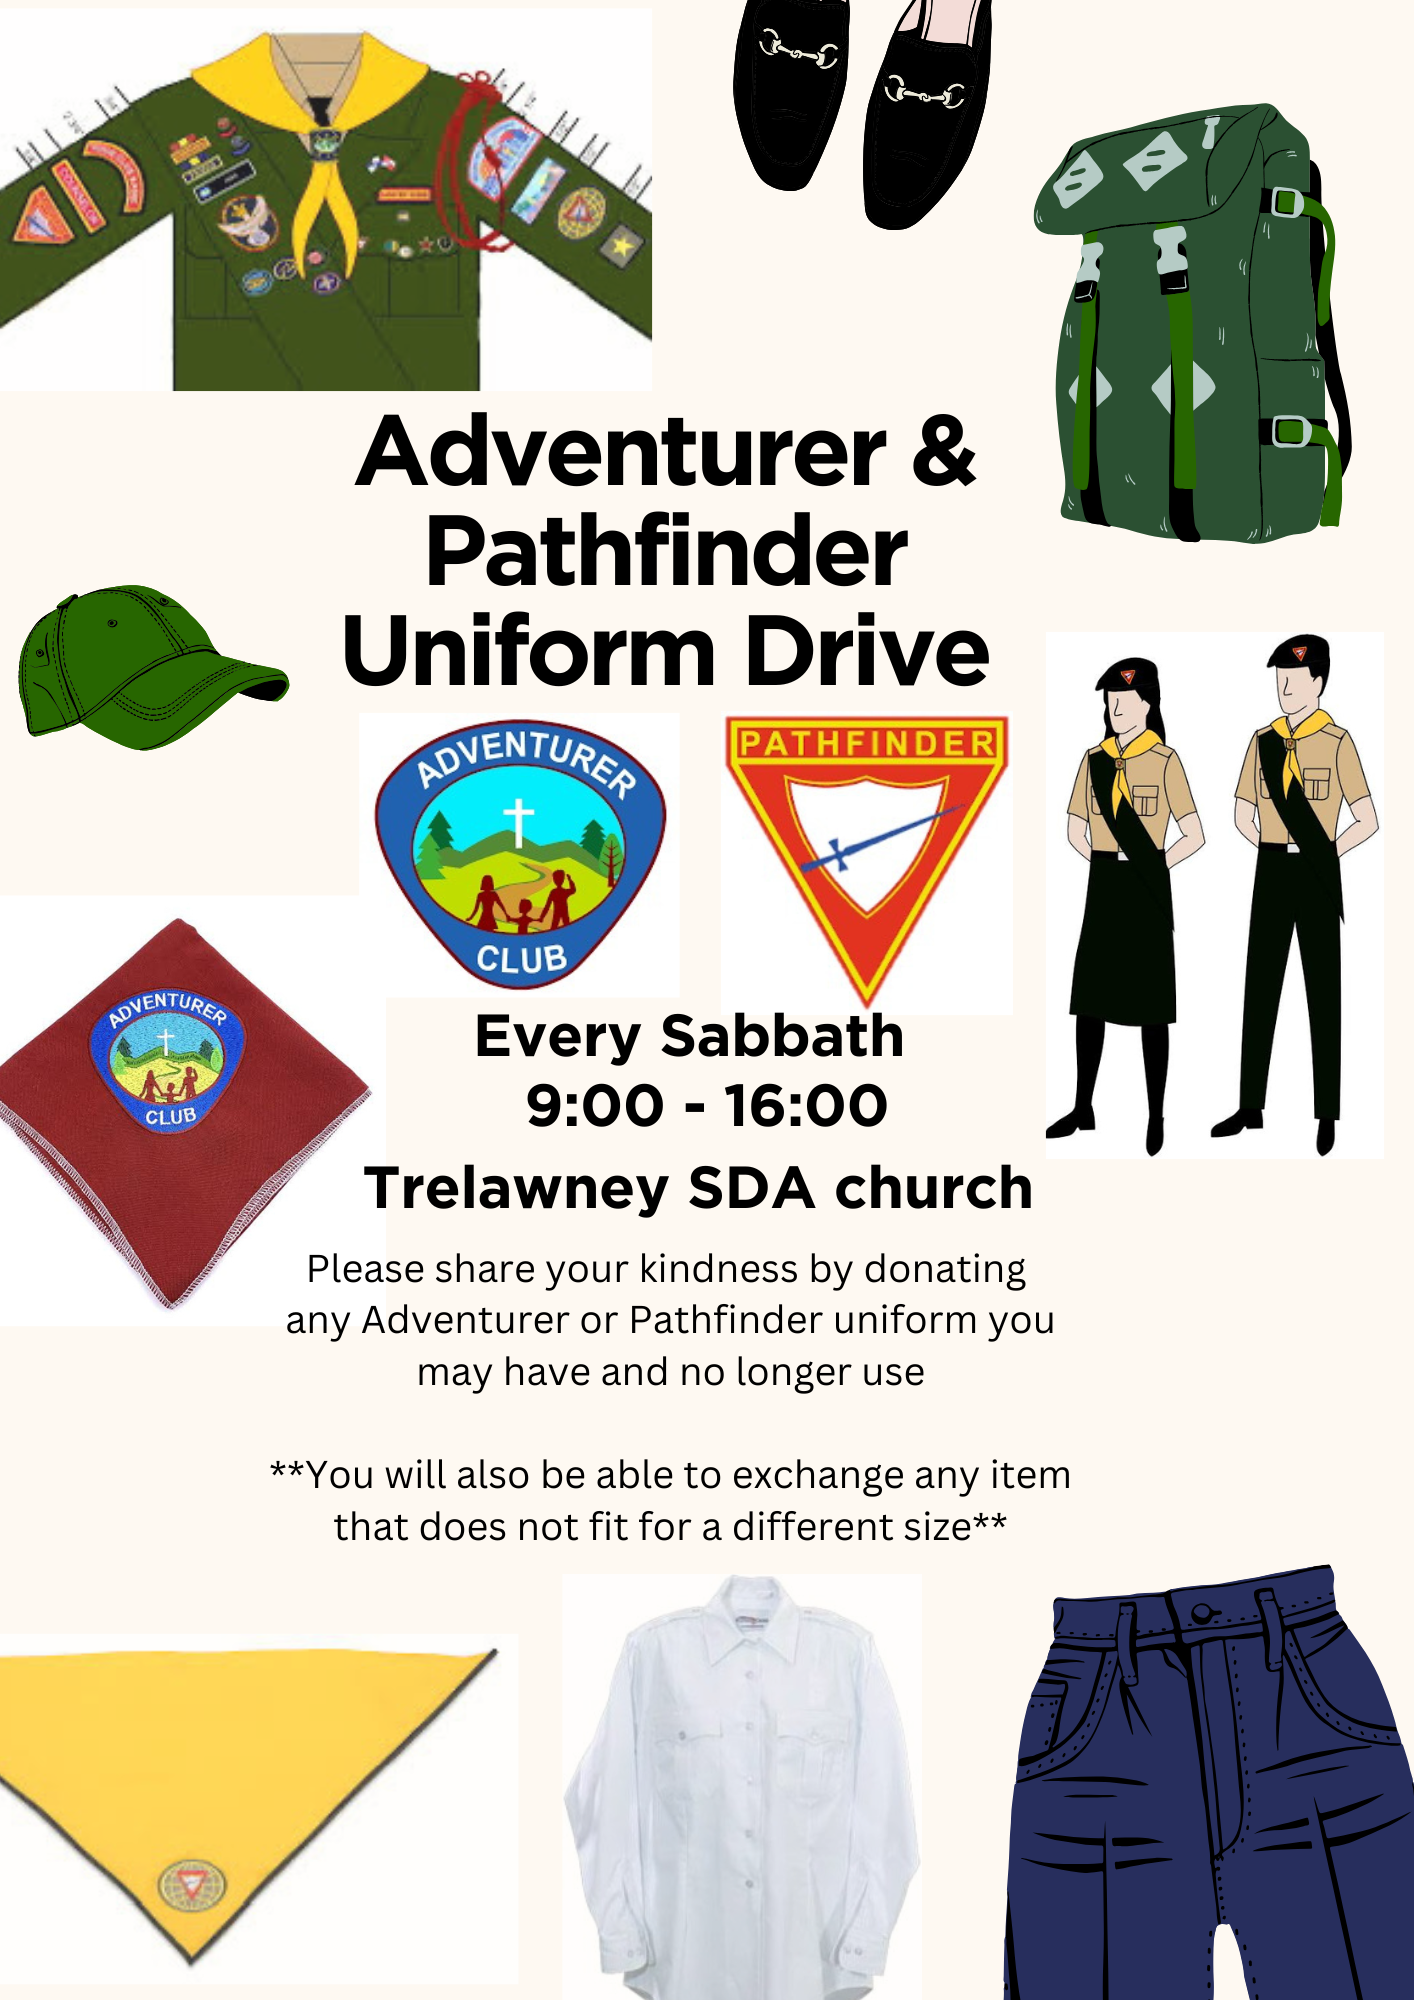 Adventurer &
Pathfinder
Uniform Drive
ADVENTURER
CLUB
PATHFINDER
ADVENTURER
CLUB
Every Sabbath
9:00 - 16:00
Trelawney SDA church
Please share your kindness by donating
any Adventurer or Pathfinder uniform you
may have and no longer use
**You will also be able to exchange any item
that does not fit for a different size**